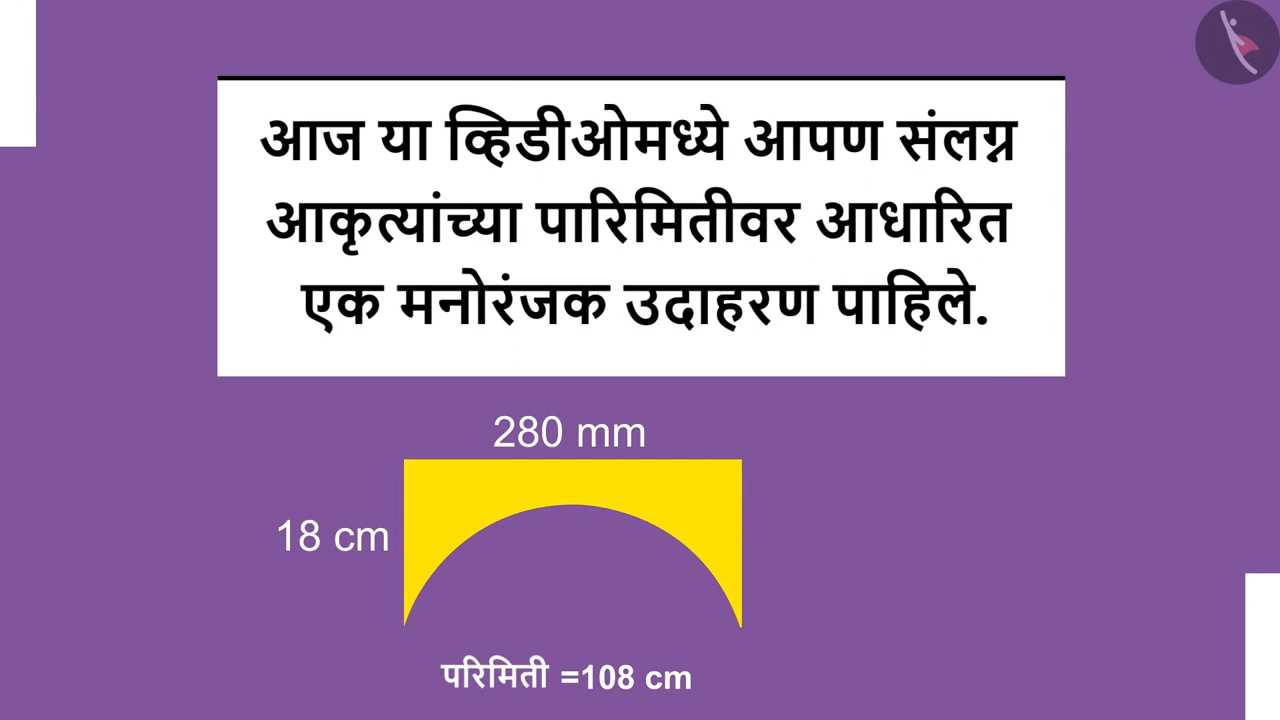 आज या व्हिडीओमध्ये आपण संलग्न
आकृत्यांच्या पारिमितीवर आधारित
एक मनोरंजक उदाहरण पाहिले.
280 mm
18 cm
परिमिती =108 cm